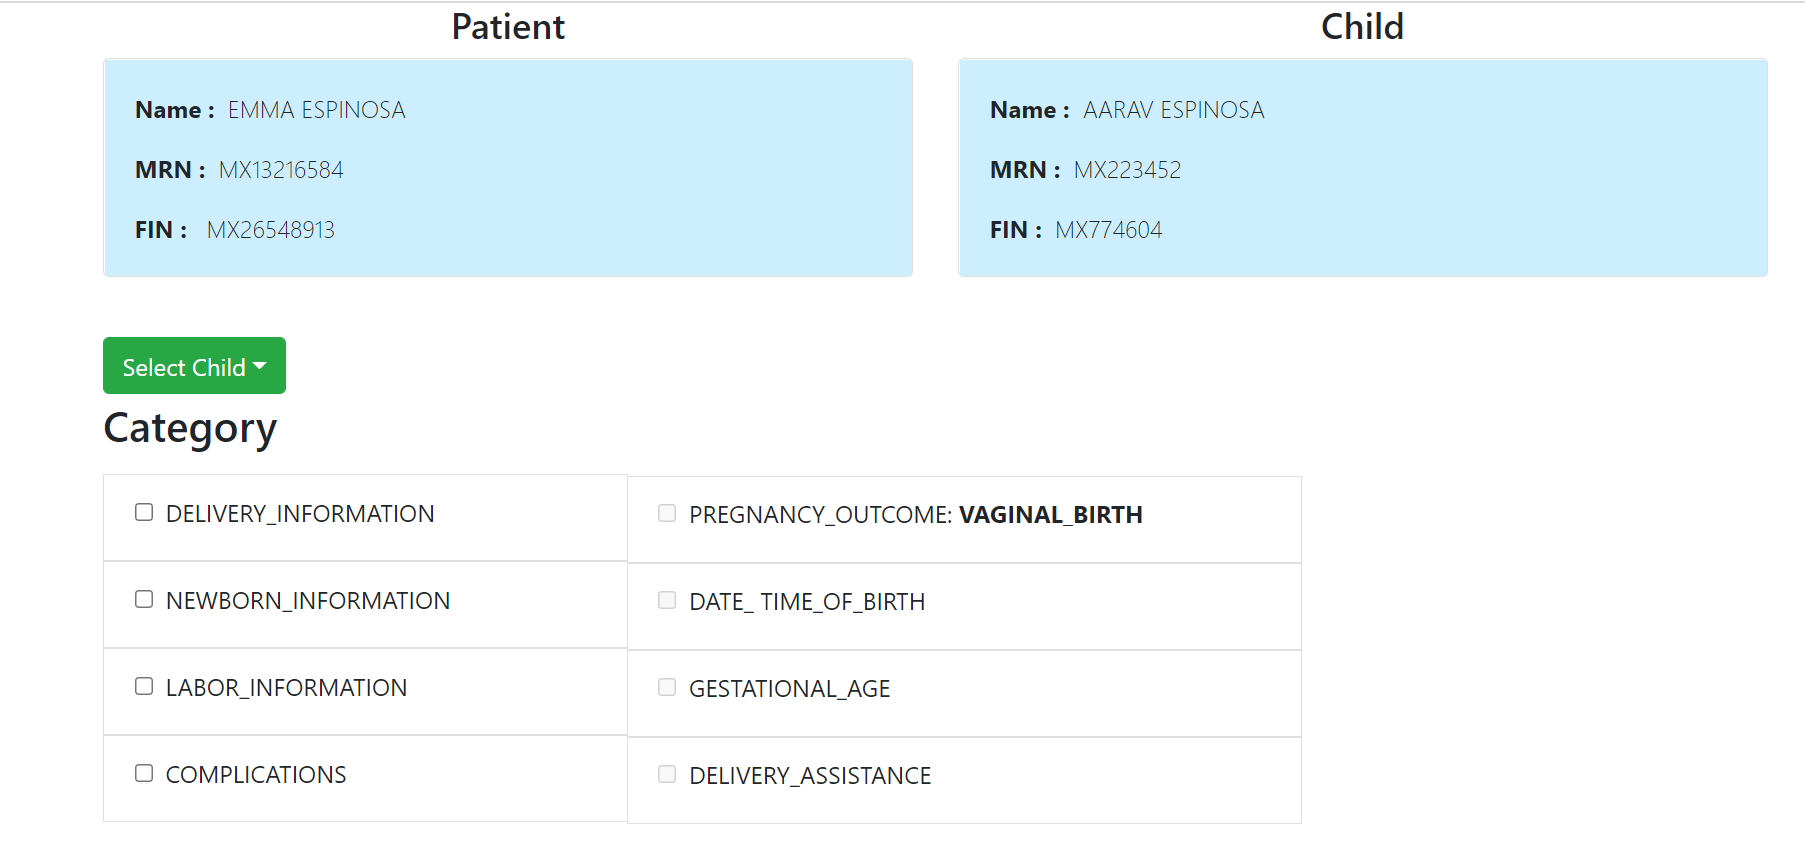 Patient
Name : EMMA ESPINOSA
MRN : MX13216584
FIN : MX26548913
Child
Name : AARAV ESPINOSA
MRN : MX223452
FIN : MX774604
Select Child
Category
DELIVERY_INFORMATION
NEWBORN_INFORMATION
LABOR_INFORMATION
COMPLICATIONS
PREGNANCY_OUTCOME: VAGINAL_BIRTH
DATE_ TIME_OF_BIRTH
GESTATIONAL_AGE
DELIVERY_ASSISTANCE